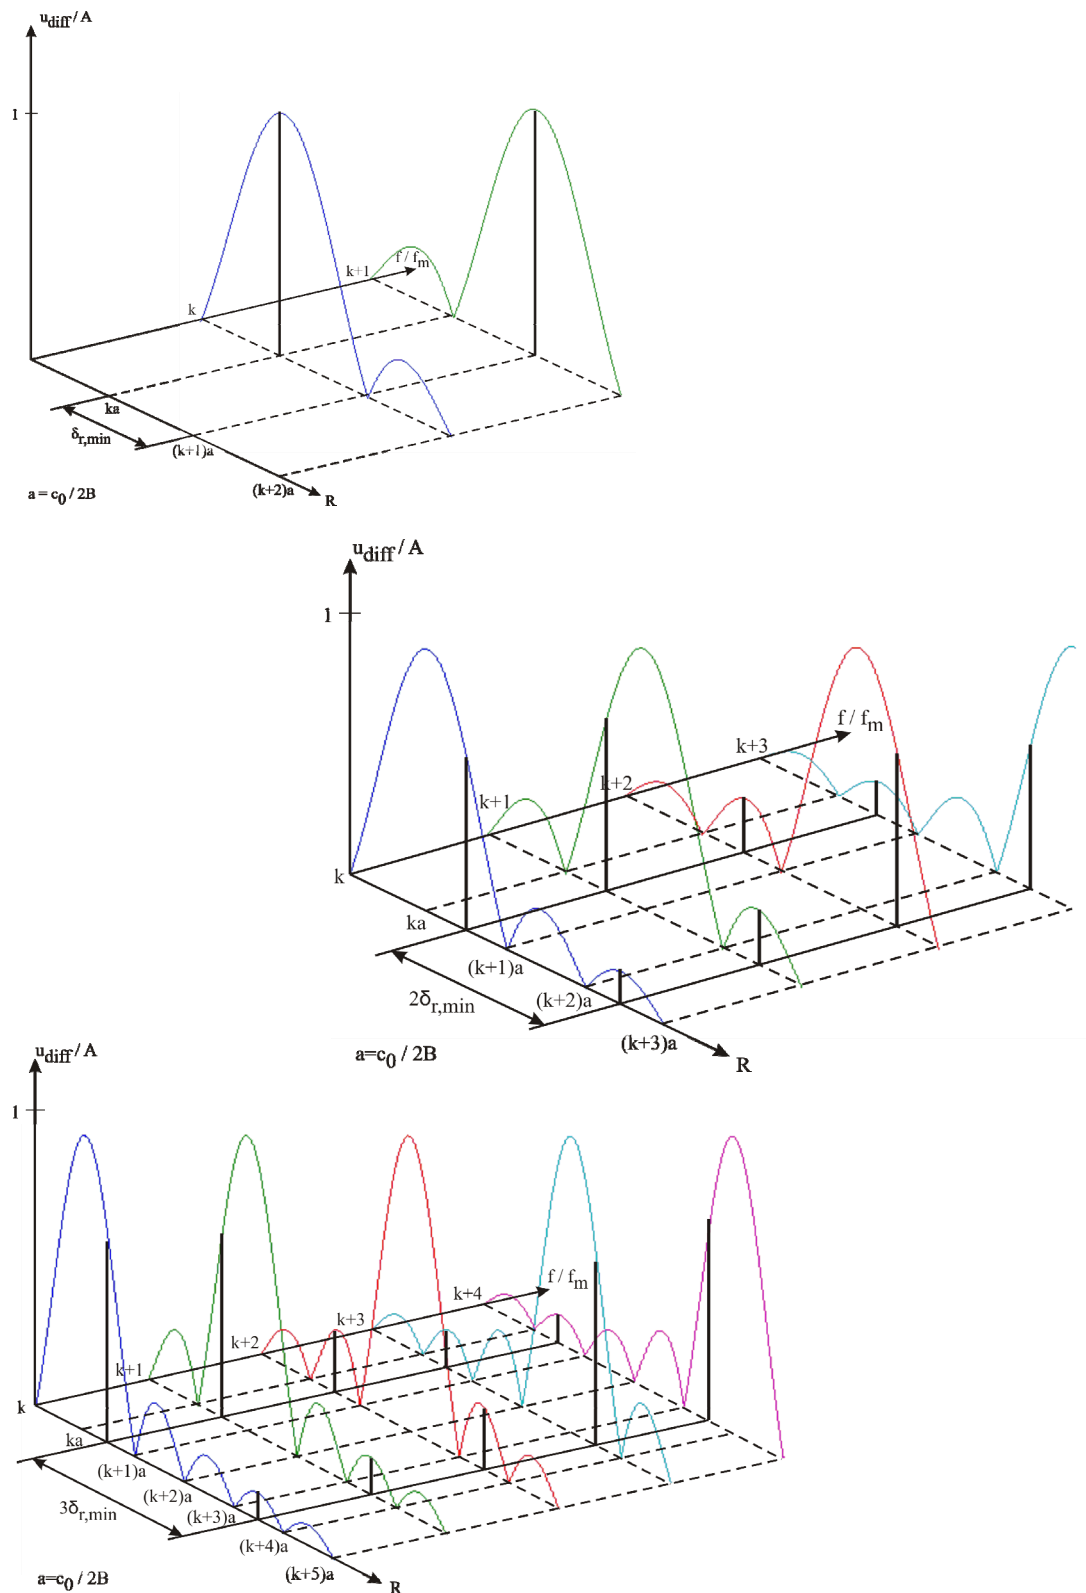 u_diff / A
1
k+1
f / f_m
k
ka
δ_r,min
(k+1)a
(k+2)a
R
a = c_0 / 2B
u_diff / A
1
f / f_m
k+3
k+2
k+1
k
ka
(k+1)a
(k+2)a
2δ_r,min
(k+3)a
a=c_0 / 2B
R
u_diff / A
1
f / f_m
k+4
k+3
k+2
k+1
k
ka
(k+1)a
(k+2)a
3δ_r,min
(k+3)a
(k+4)a
(k+5)a
a=c_0 / 2B
R